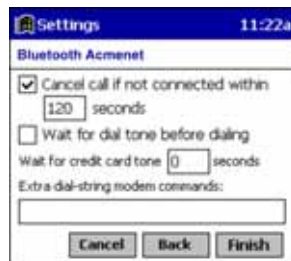 Settings 11:22a
Bluetooth Acmenet
Cancel call if not connected within
120 seconds
Wait for dial tone before dialing
Wait for credit card tone 0 seconds
Extra dial-string modem commands:
Cancel Back Finish